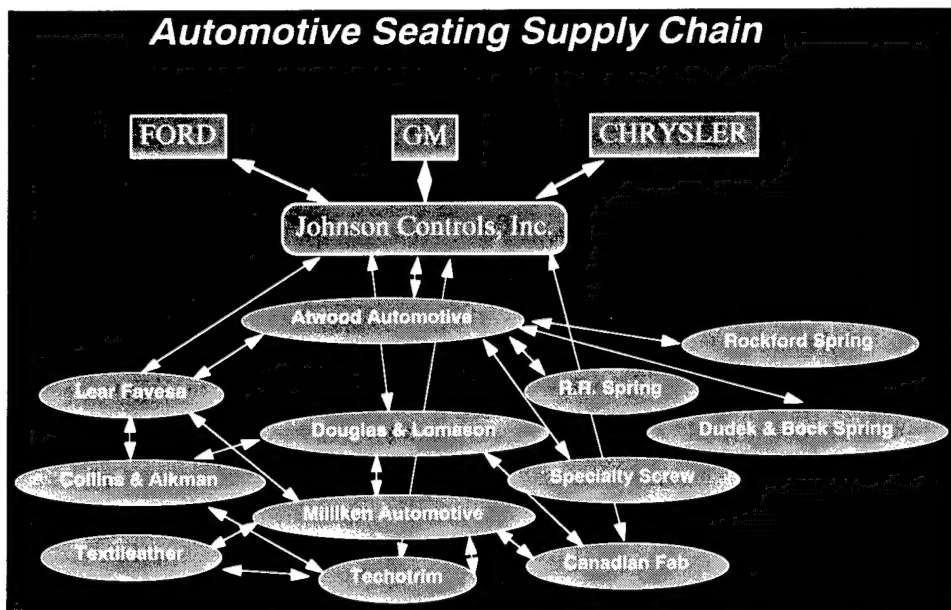 Automotive Seating Supply Chain
FORD
GM
CHRYSLER
Johnson Controls, Inc.
Atwood Automotive
Rockford Spring
Lear Favesa
R.R. Spring
Douglas & Lomason
Dudek & Bock Spring
Collins & Aikman
Specialty Screw
Milliken Automotive
Textileather
Techotrim
Canadian Fab